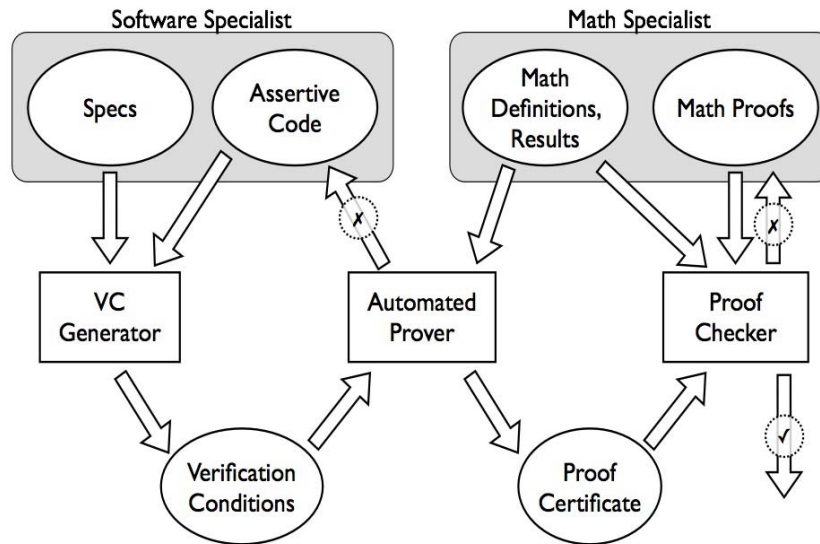 Software Specialist
Math Specialist
Specs
Assertive
Code
Math
Definitions,
Results
Math Proofs
✗
✗
VC
Generator
Automated
Prover
Proof
Checker
✓
Verification
Conditions
Proof
Certificate